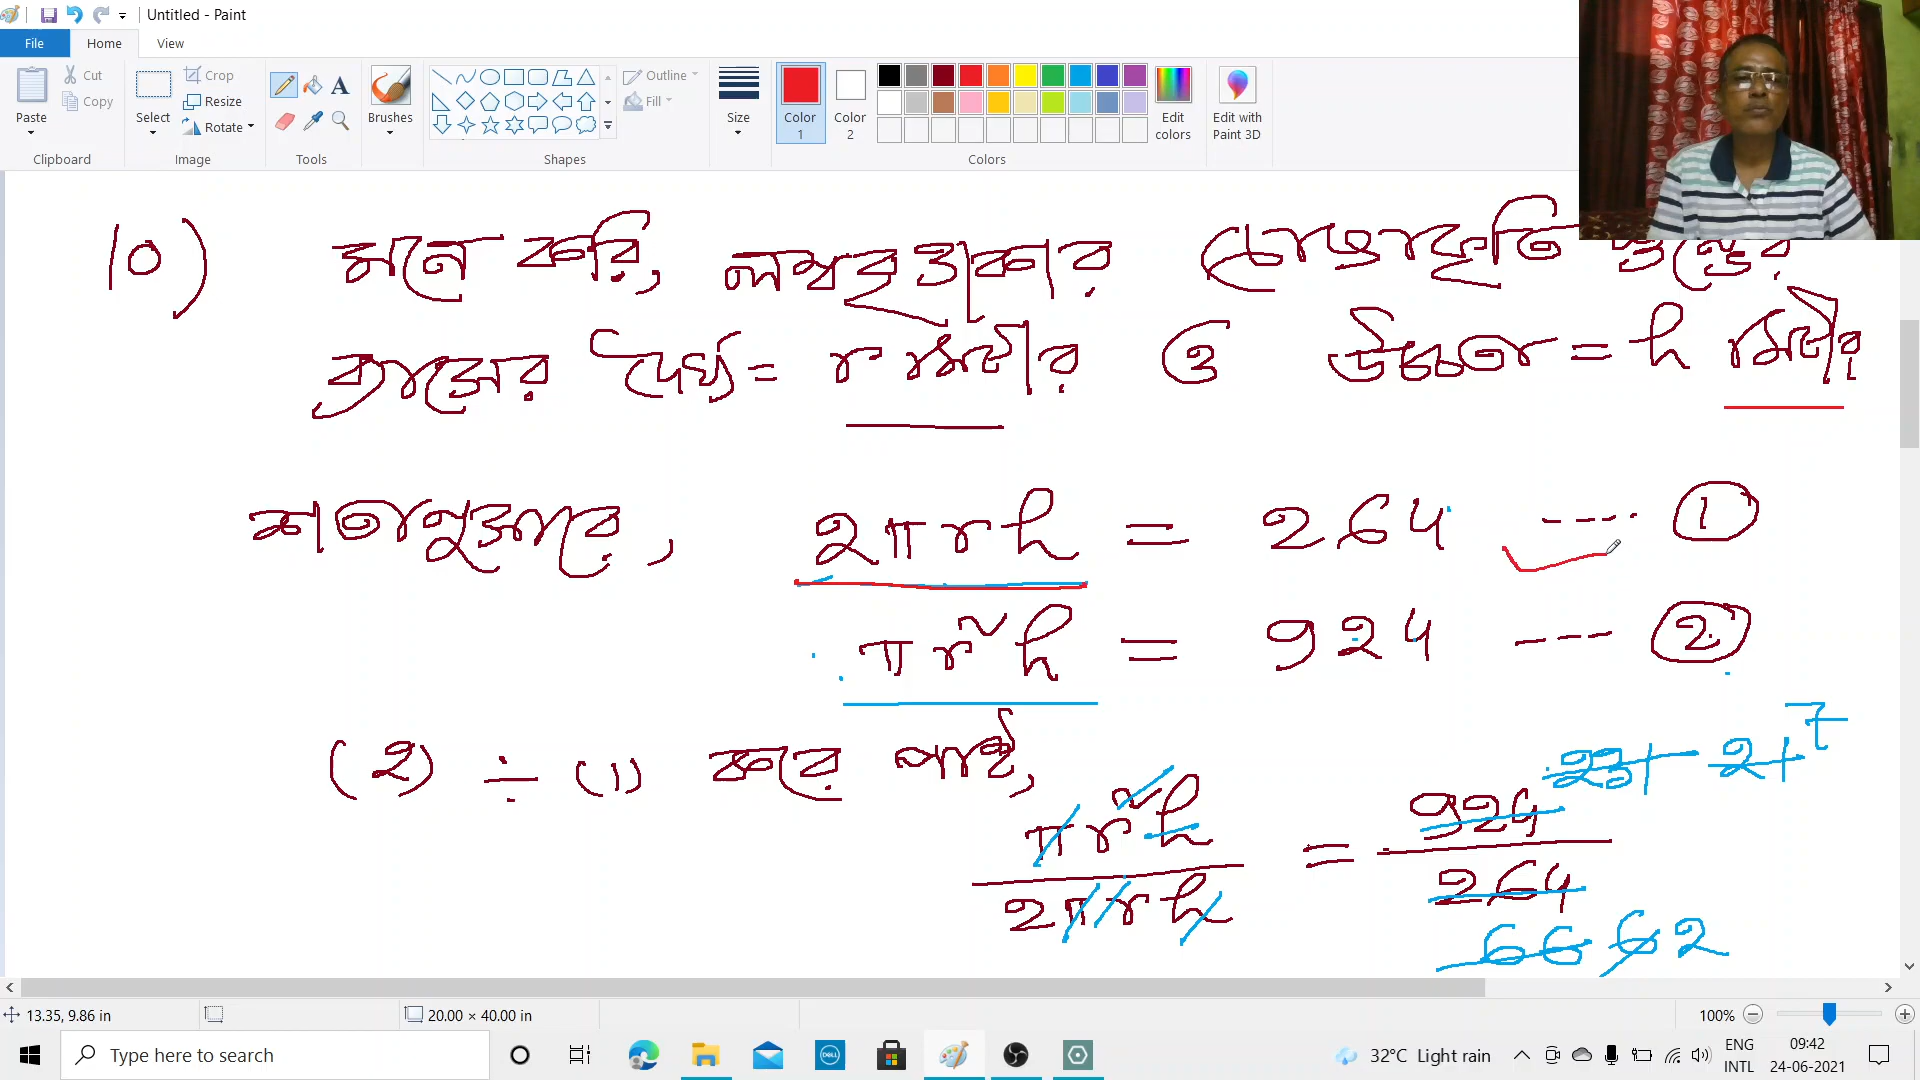 Untitled - Paint
File Home View
Paste Cut Copy Clipboard
Select Crop Resize Rotate Image
Tools
Brushes
Outline Fill Shapes
Size
Color 1 Color 2 Edit colors Edit with Paint 3D Colors
10) মনে করি, লম্ববৃত্তাকার
ব্যাসের দৈর্ঘ্য = r মিটার ও উচ্চতা = h মিটার
শর্তানুসারে, 2πrh = 264 ---- ①
πr²h = 924 --- ②
(2) ÷ (1) করে পাই,
πr²h / 2πrh = 924 / 264
231 21 7
66 6 2
13.35, 9.86 in 20.00 × 40.00 in 100%
Type here to search
DELL
32°C Light rain ENG INTL 09:42 24-06-2021